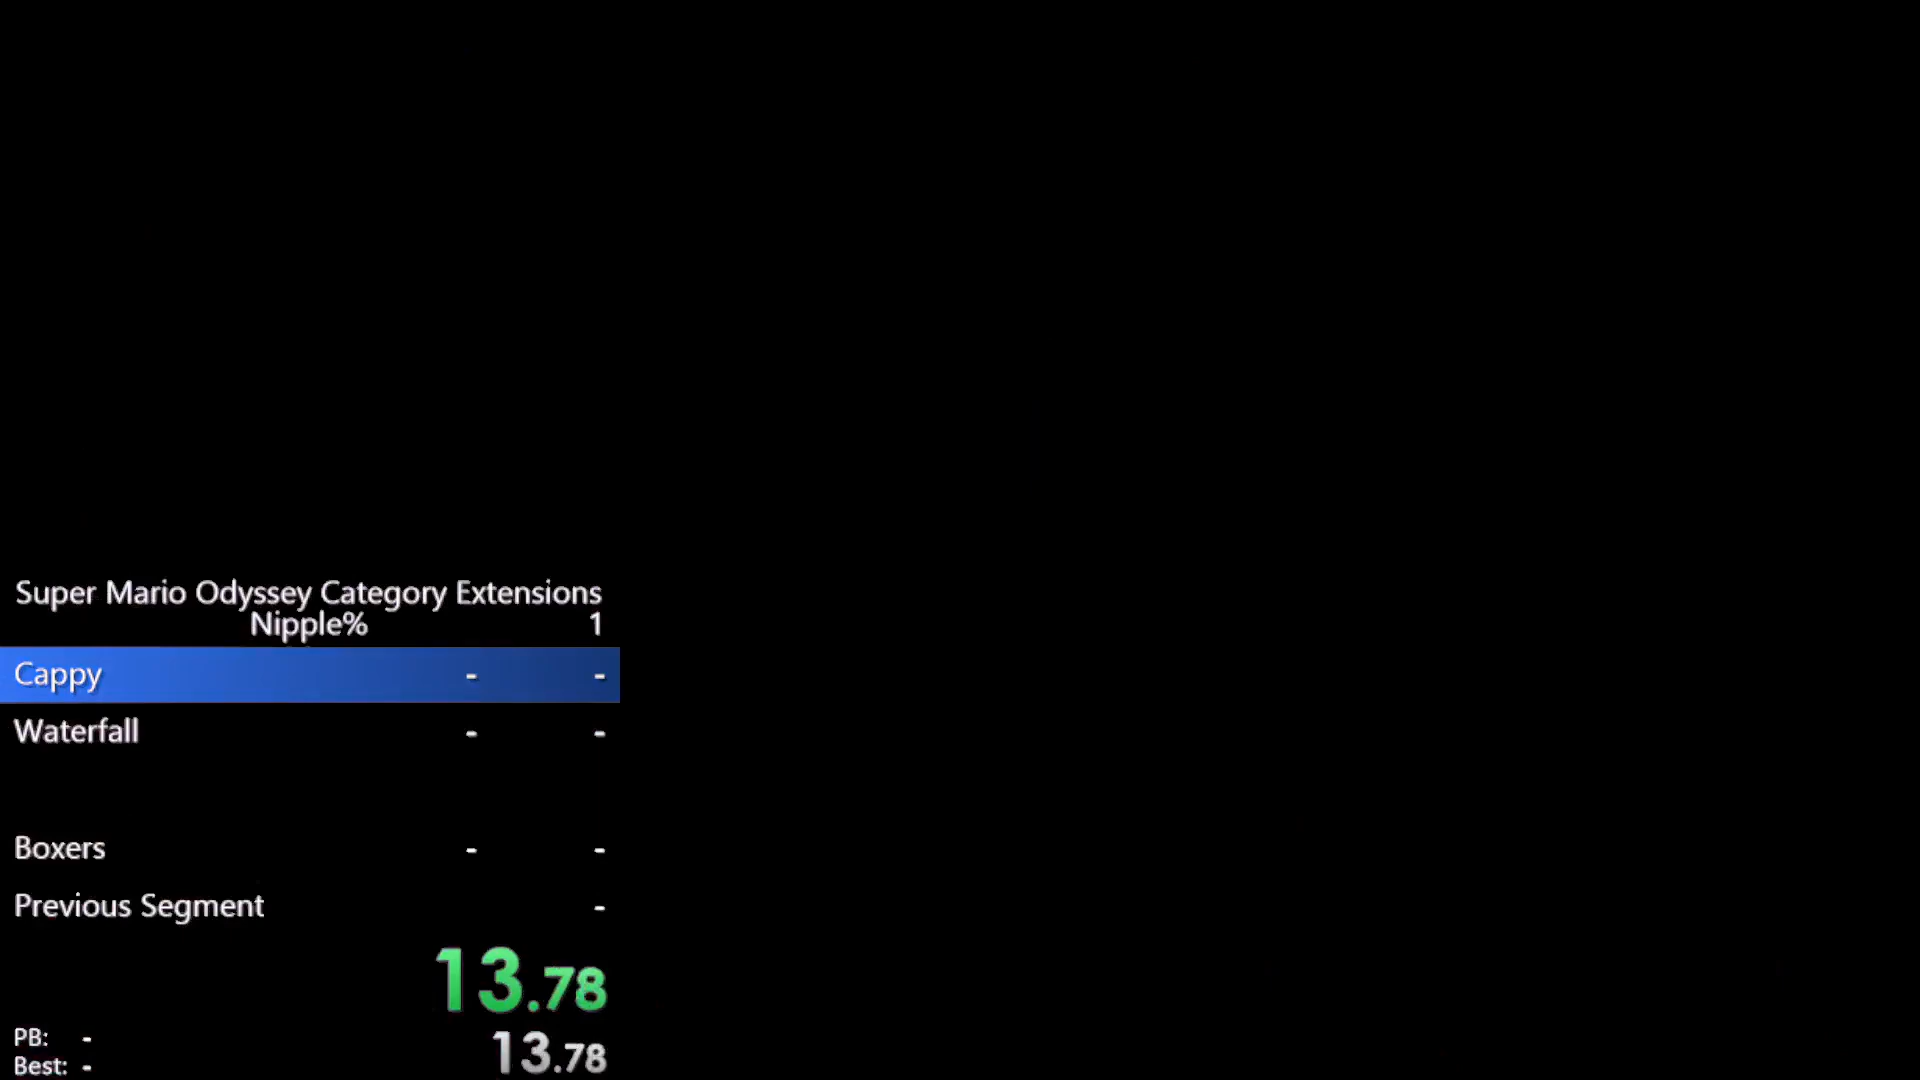 Super Mario Odyssey Category Extensions
Nipple% 1
Cappy - -
Waterfall - -
Boxers - -
Previous Segment -
13.78
PB: - 13.78
Best: -